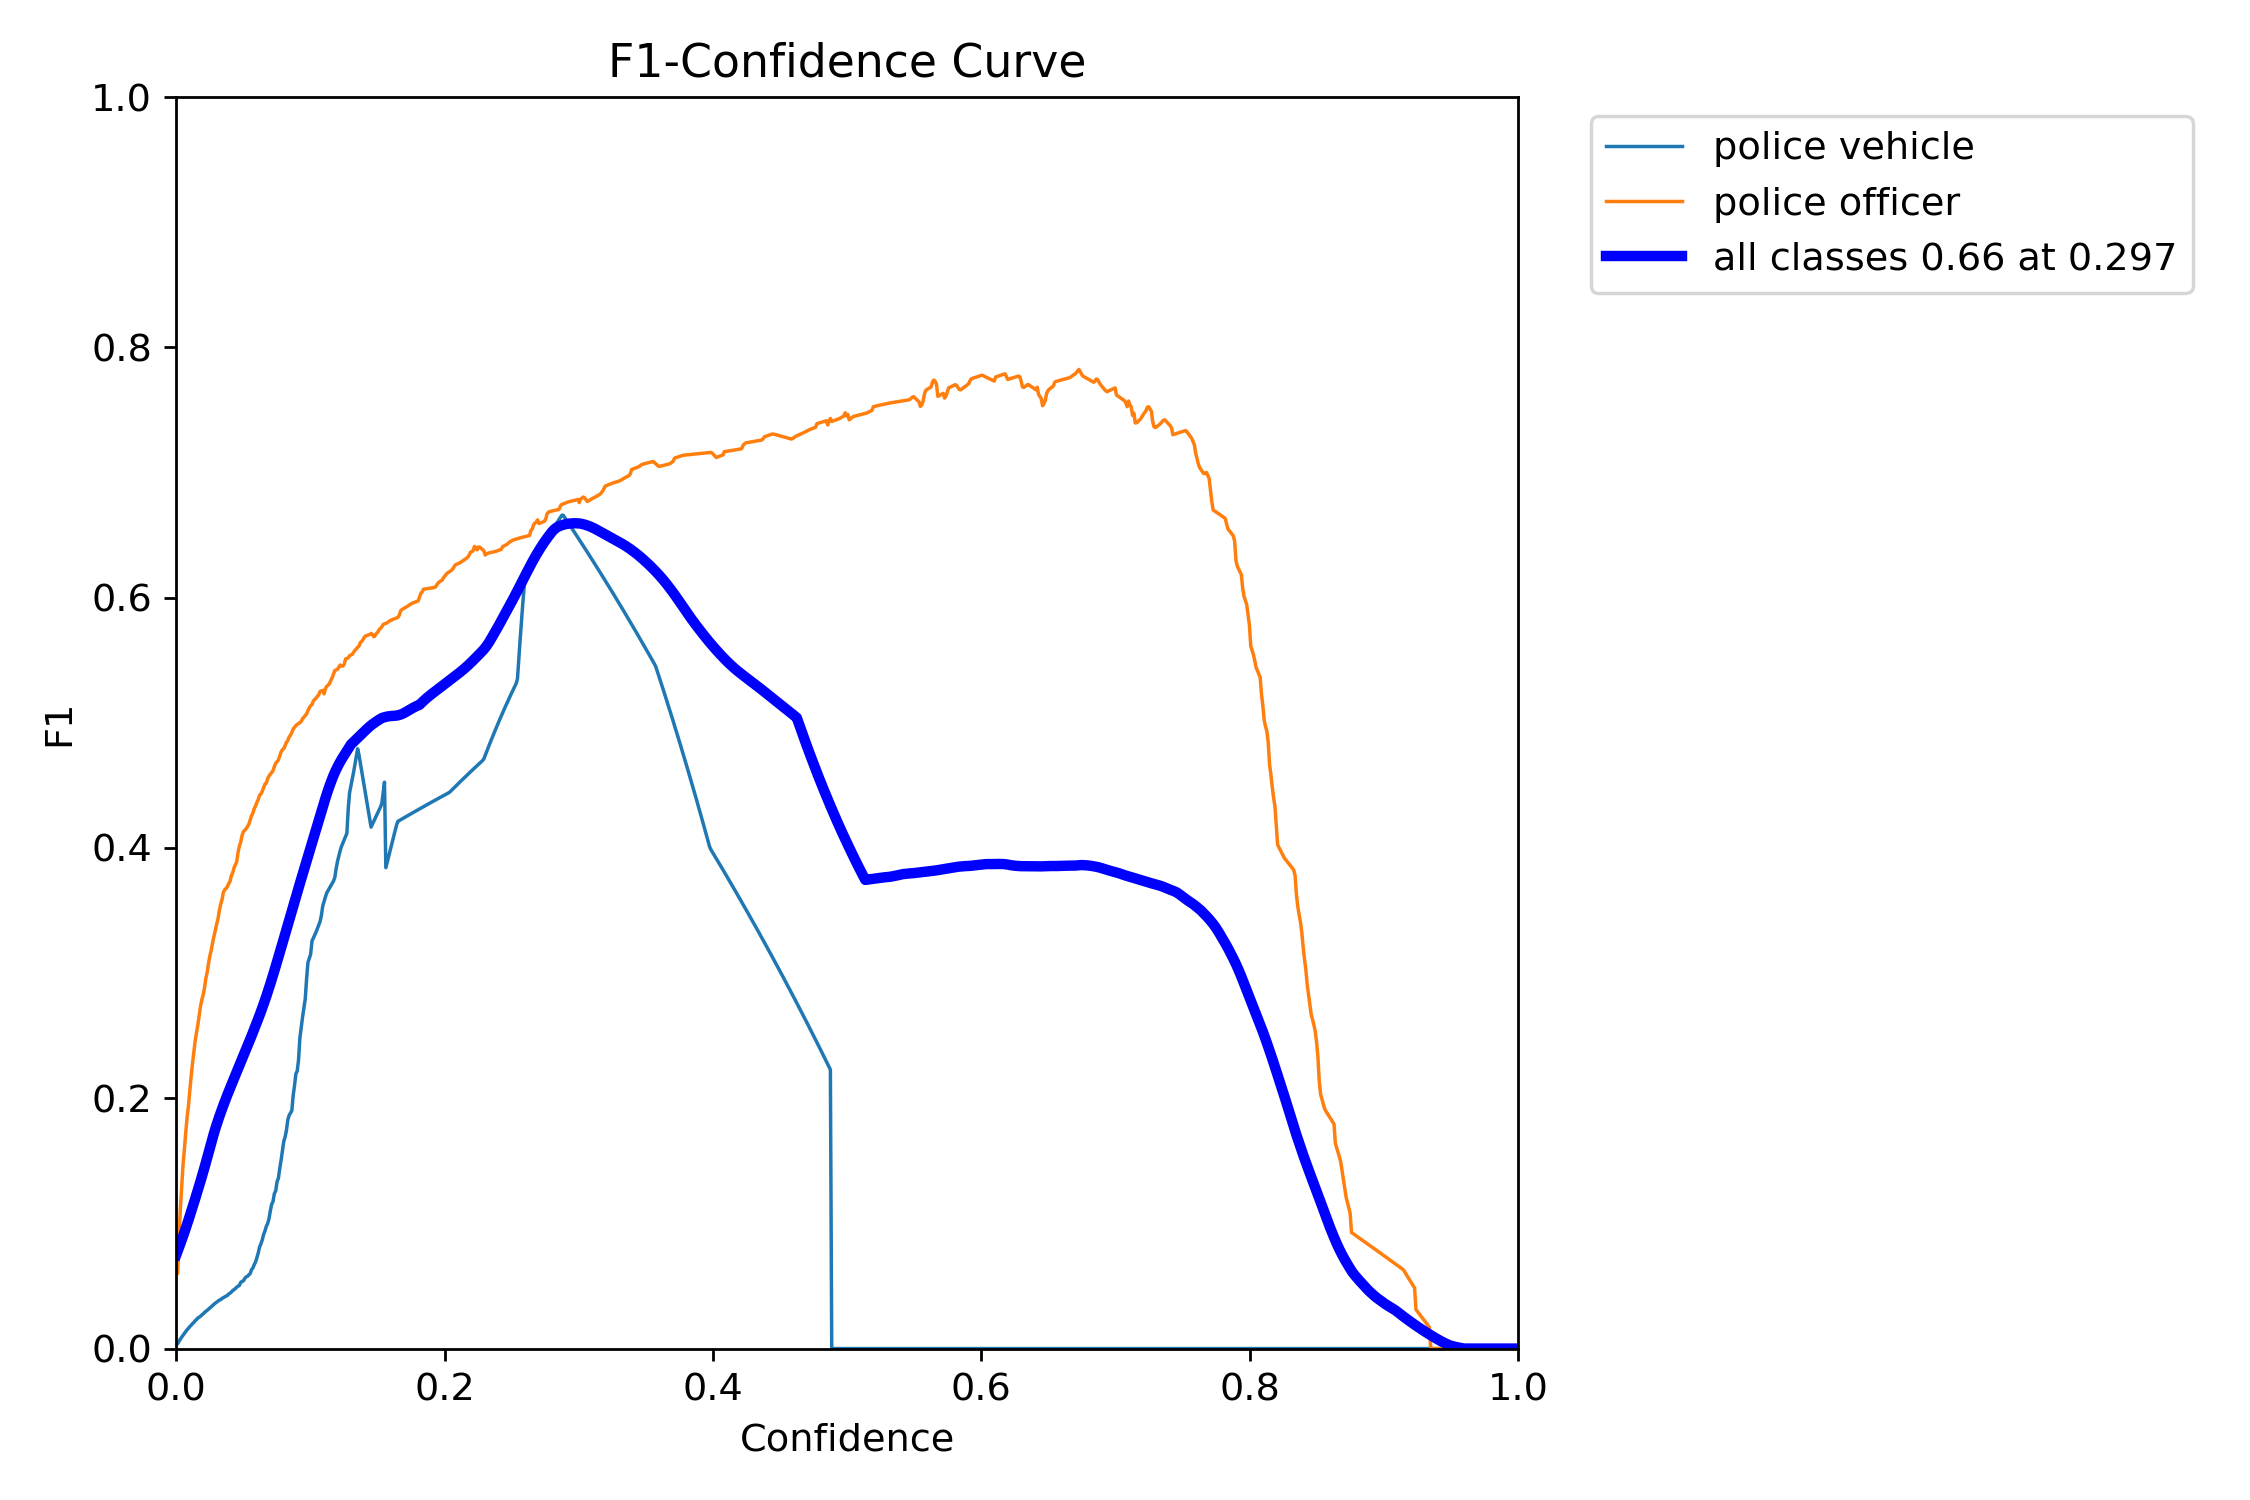 F1-Confidence Curve
1.0
0.8
0.6
0.4
0.2
0.0
F1
0.0 0.2 0.4 0.6 0.8 1.0
Confidence
police vehicle
police officer
all classes 0.66 at 0.297